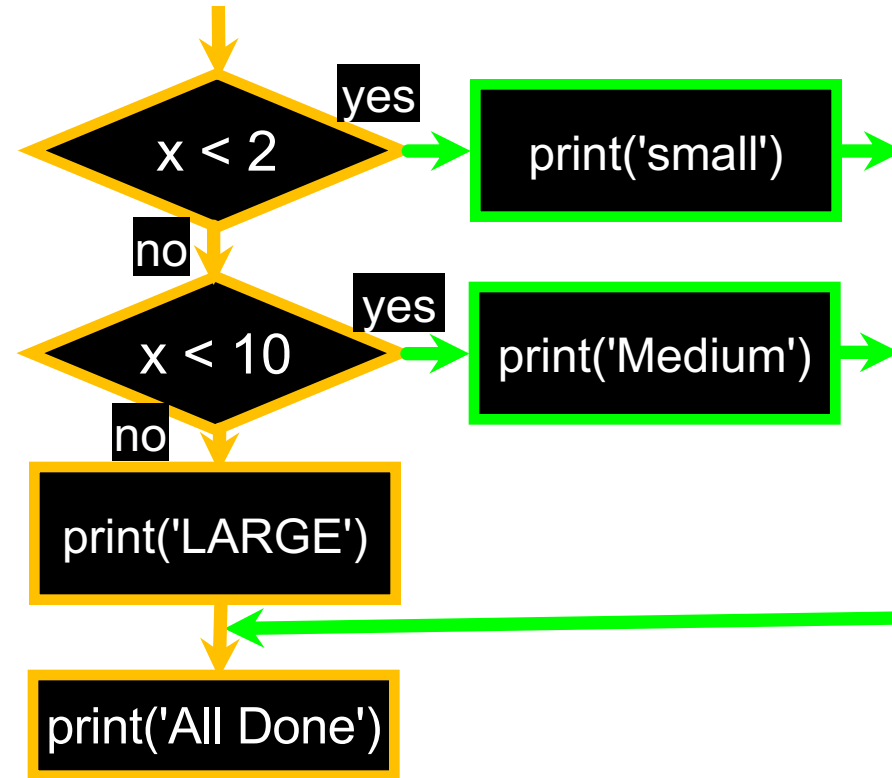 yes
x < 2
print('small')
no
yes
x < 10
print('Medium')
no
print('LARGE')
print('All Done')